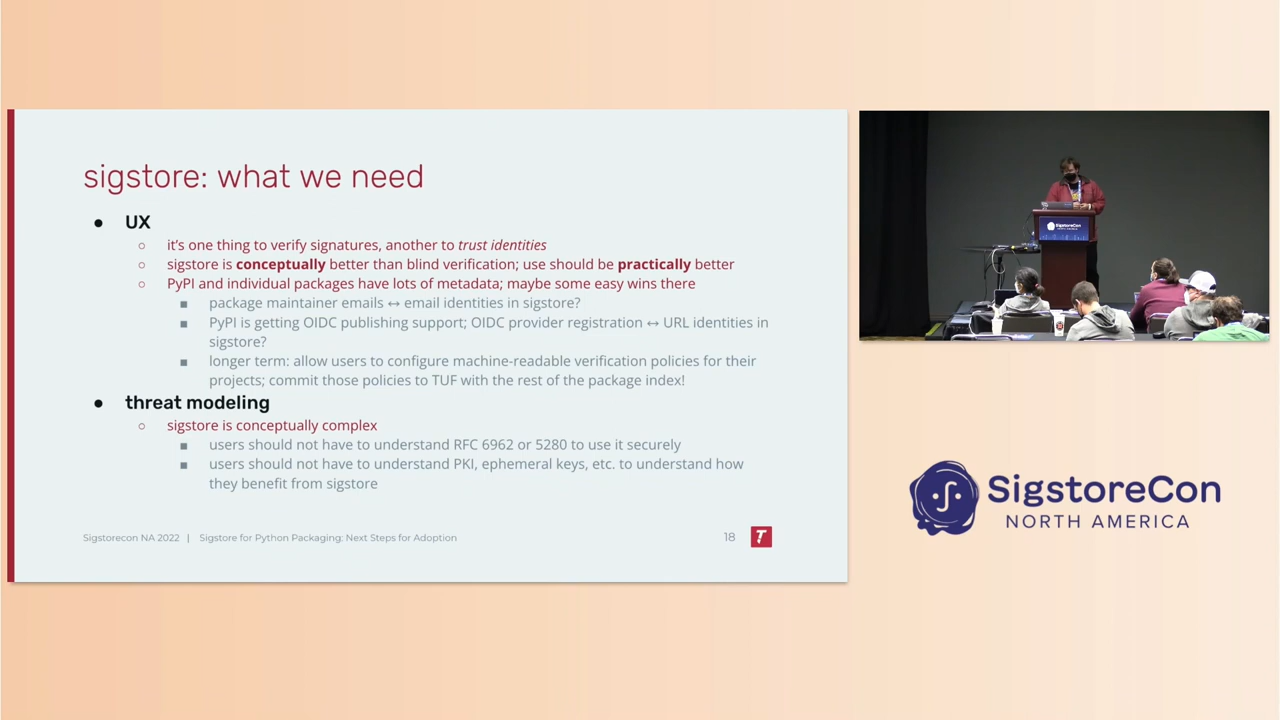 sigstore: what we need
● UX
○ it's one thing to verify signatures, another to trust identities
○ sigstore is conceptually better than blind verification; use should be practically better
○ PyPI and individual packages have lots of metadata; maybe some easy wins there
■ package maintainer emails ↔ email identities in sigstore?
■ PyPI is getting OIDC publishing support; OIDC provider registration ↔ URL identities in
sigstore?
■ longer term: allow users to configure machine-readable verification policies for their
projects; commit those policies to TUF with the rest of the package index!
● threat modeling
○ sigstore is conceptually complex
■ users should not have to understand RFC 6962 or 5280 to use it securely
■ users should not have to understand PKI, ephemeral keys, etc. to understand how
they benefit from sigstore
Sigstorecon NA 2022 | Sigstore for Python Packaging: Next Steps for Adoption
18
T
SigstoreCon
SigstoreCon
NORTH AMERICA